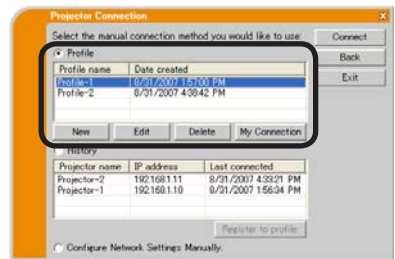 Projector Connection X
Select the manual connection method you would like to use:
Connect
Back
Exit
Profile
Profile name Date created
Profile-1 8/31/2007 1:57:00 PM
Profile-2 8/31/2007 4:38:42 PM
New Edit Delete My Connection
History
Projector name IP address Last connected
Projector-2 192.168.1.11 8/31/2007 4:33:21 PM
Projector-1 192.168.1.10 8/31/2007 1:56:34 PM
Register to profile
Configure Network Settings Manually.